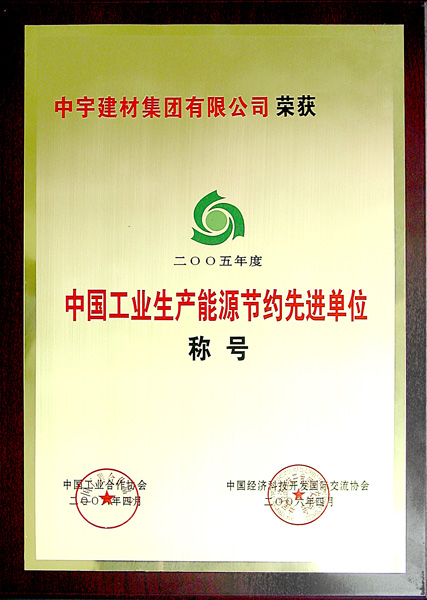 中宇建材集团有限公司 荣获
二〇〇五年度
中国工业生产能源节约先进单位
称号
中国工业合作协会
二〇〇六年四月
中国经济科技开发国际交流协会
二〇〇六年四月